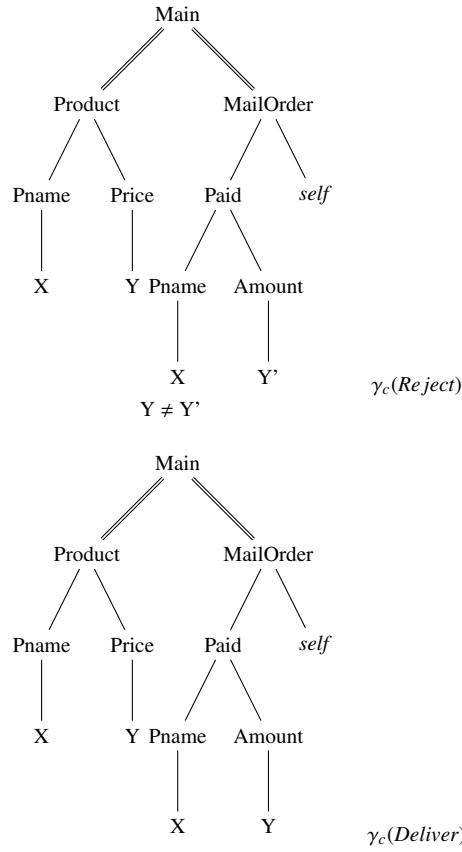 Main
Product MailOrder
Pname Price Paid self
X Y Pname Amount
X Y'
γc(Reject)
Y ≠ Y'
Main
Product MailOrder
Pname Price Paid self
X Y Pname Amount
X Y
γc(Deliver)